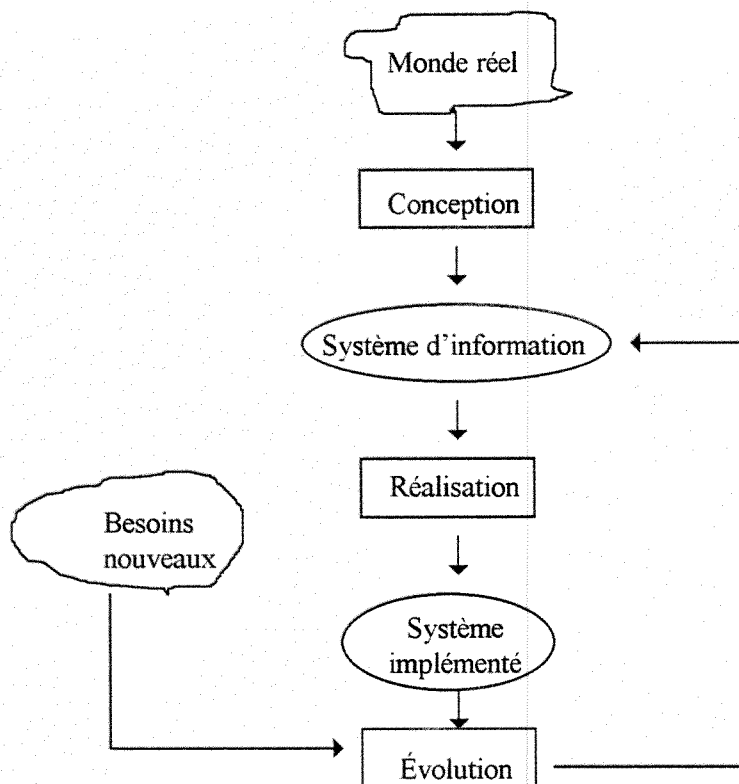 Monde réel
Conception
Système d'information
Réalisation
Besoins
nouveaux
Système
implémenté
Évolution